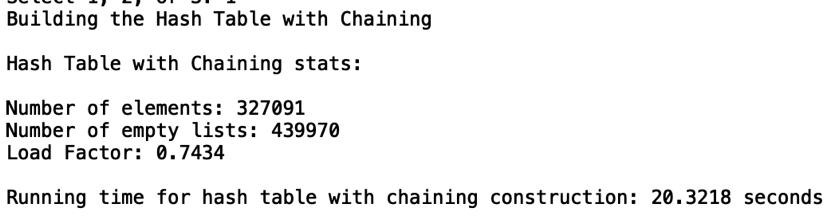 Select 1, 2, or 3: 1
Building the Hash Table with Chaining
Hash Table with Chaining stats:
Number of elements: 327091
Number of empty lists: 439970
Load Factor: 0.7434
Running time for hash table with chaining construction: 20.3218 seconds